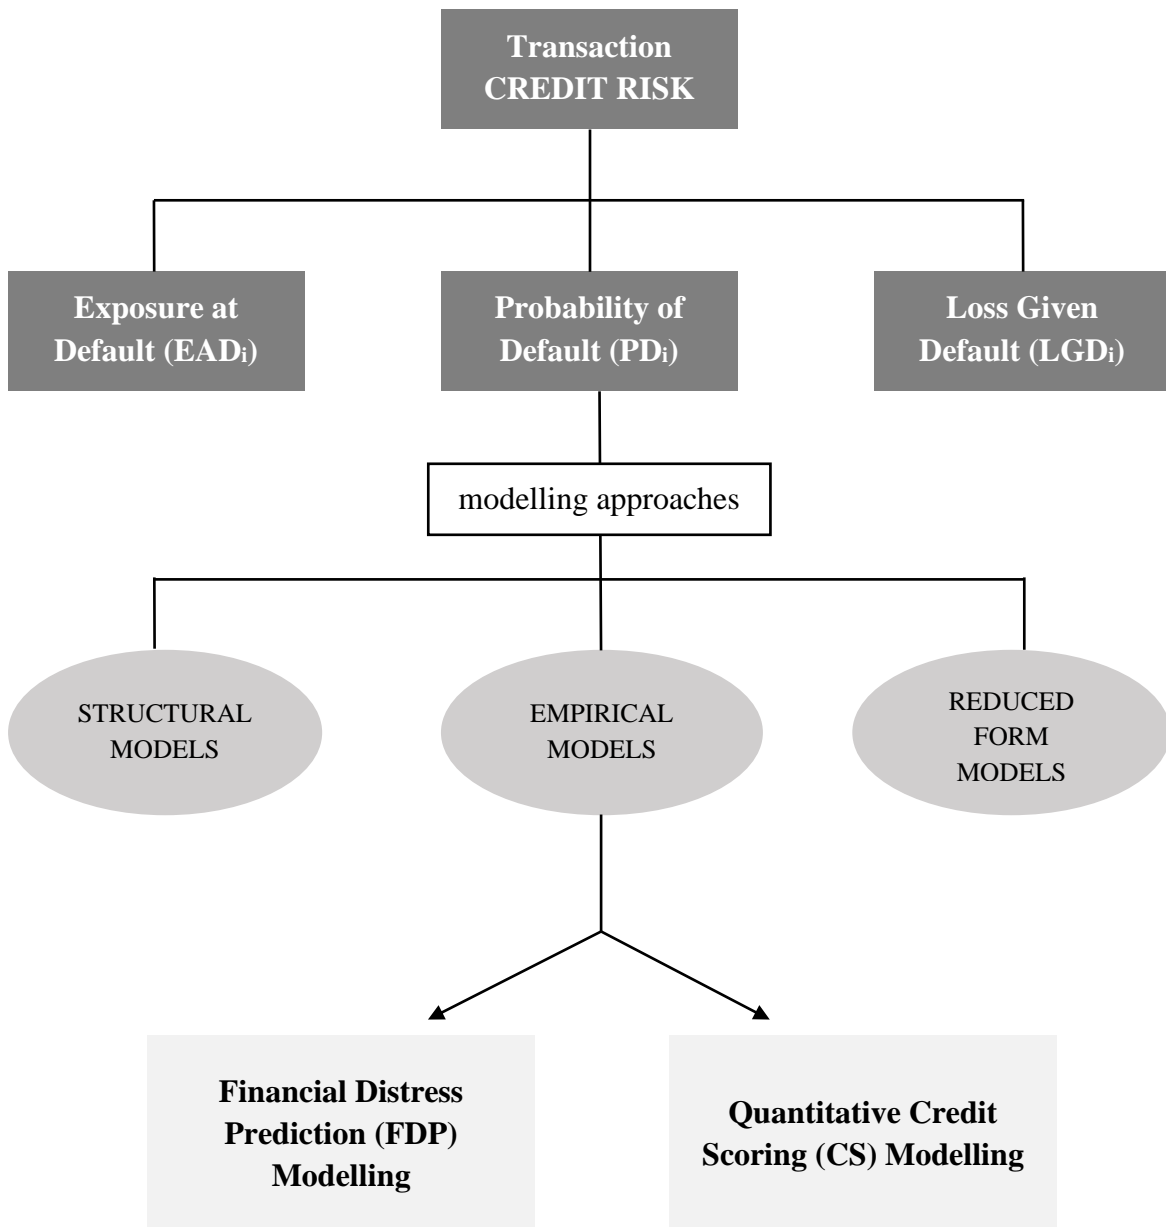 Transaction
CREDIT RISK
Exposure at
Default (EADᵢ)
Probability of
Default (PDᵢ)
Loss Given
Default (LGDᵢ)
modelling approaches
STRUCTURAL
MODELS
EMPIRICAL
MODELS
REDUCED
FORM
MODELS
Financial Distress
Prediction (FDP)
Modelling
Quantitative Credit
Scoring (CS) Modelling